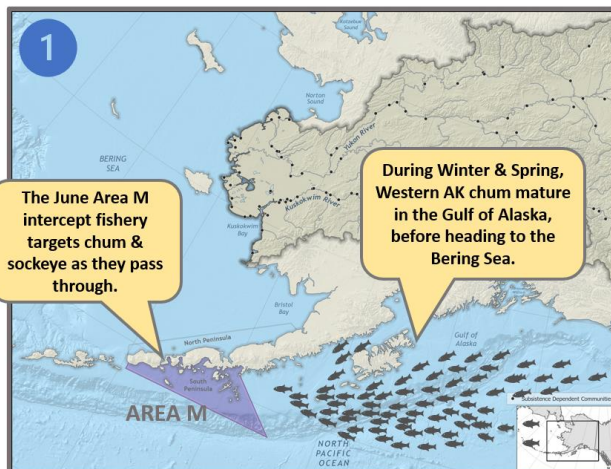 1
Norton
Sound
BERING
SEA
Yukon River
The June Area M
intercept fishery
targets chum &
sockeye as they pass
through.
During Winter & Spring,
Western AK chum mature
in the Gulf of Alaska,
before heading to the
Bering Sea.
Kuskokwim River
Kuskokwim
Bay
Bristol
Bay
North Peninsula
Gulf of
Alaska
South
Peninsula
AREA M
Subsistence Dependent Communities
NORTH
PACIFIC
OCEAN